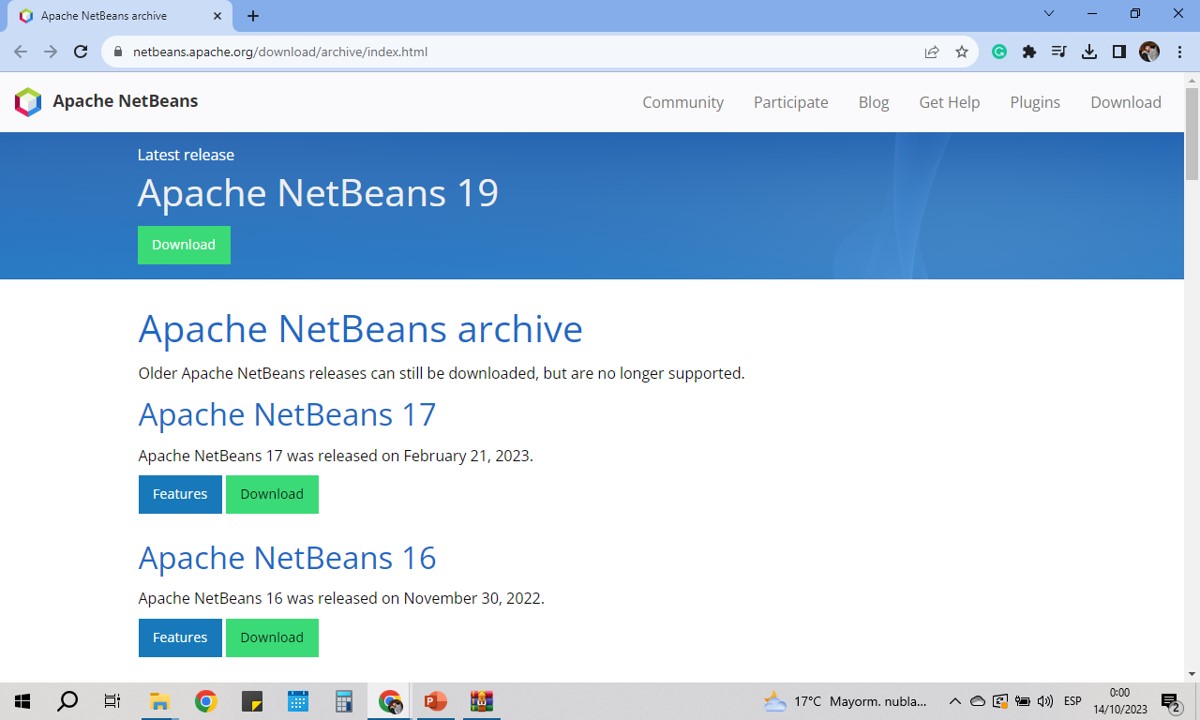 Apache NetBeans archive
netbeans.apache.org/download/archive/index.html
Apache NetBeans
Community Participate Blog Get Help Plugins Download
Latest release
Apache NetBeans 19
Download
Apache NetBeans archive
Older Apache NetBeans releases can still be downloaded, but are no longer supported.
Apache NetBeans 17
Apache NetBeans 17 was released on February 21, 2023.
Features Download
Apache NetBeans 16
Apache NetBeans 16 was released on November 30, 2022.
Features Download
17°C Mayorm. nubla... ESP 0:00
14/10/2023 2